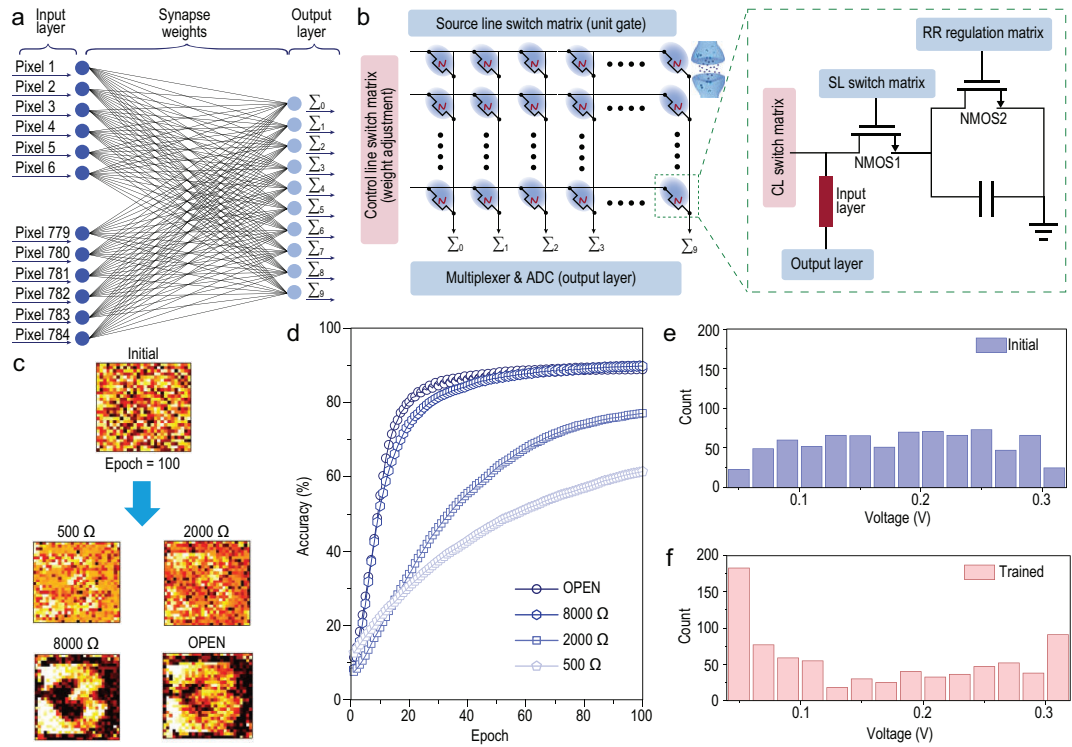 a
Input
layer
Synapse
weights
Output
layer
Pixel 1
Pixel 2
Pixel 3
Pixel 4
Pixel 5
Pixel 6
Pixel 779
Pixel 780
Pixel 781
Pixel 782
Pixel 783
Pixel 784
∑0
∑1
∑2
∑3
∑4
∑5
∑6
∑7
∑8
∑9
b
Source line switch matrix (unit gate)
Control line switch matrix
(weight adjustment)
∑0
∑1
∑2
∑3
∑9
Multiplexer & ADC (output layer)
RR regulation matrix
SL switch matrix
CL switch matrix
NMOS2
NMOS1
Input
layer
Output layer
c
Initial
Epoch = 100
500 Ω
2000 Ω
8000 Ω
OPEN
d
100
80
60
40
20
0
Accuracy (%)
OPEN
8000 Ω
2000 Ω
500 Ω
0
20
40
60
80
100
Epoch
e
200
150
100
50
0
Count
Initial
0.1
0.2
0.3
Voltage (V)
f
200
150
100
50
0
Count
Trained
0.1
0.2
0.3
Voltage (V)